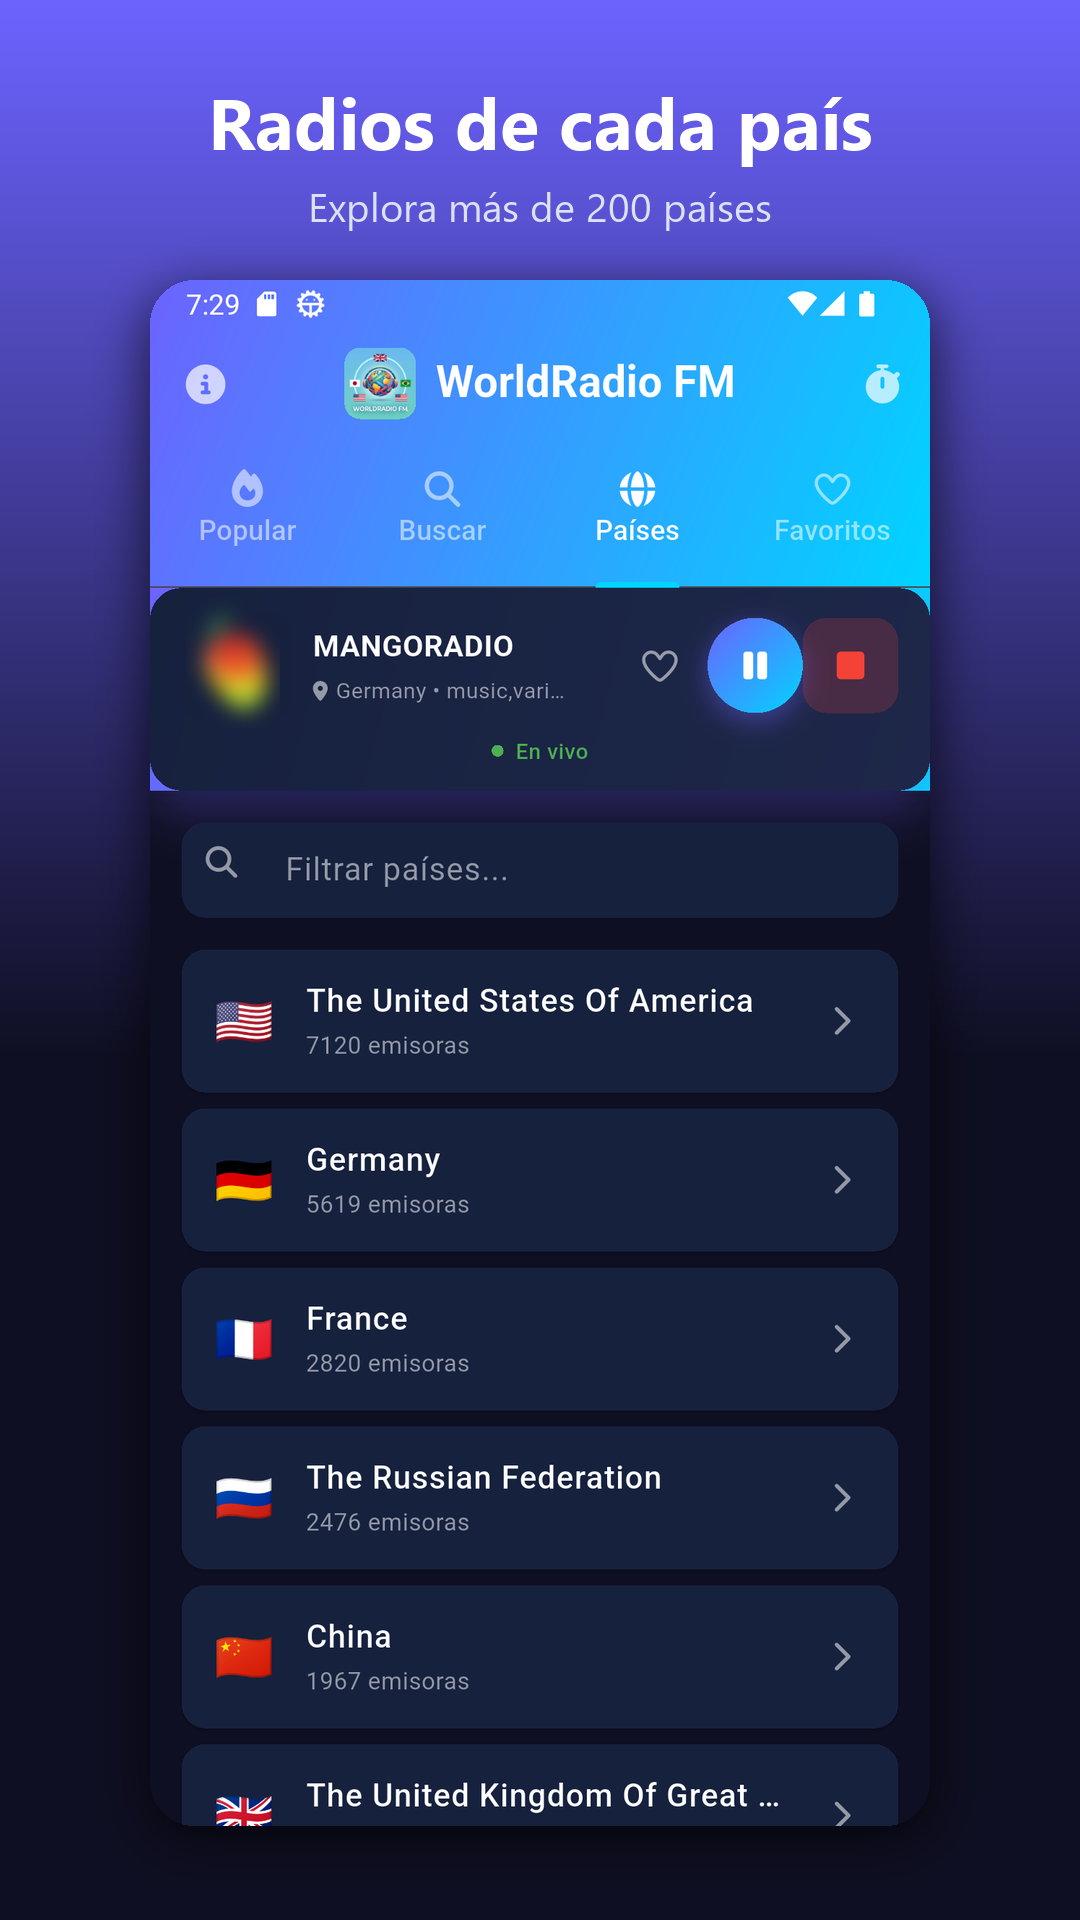 Radios de cada país
Explora más de 200 países
7:29
WORLDRADIO FM
WorldRadio FM
Popular
Buscar
Países
Favoritos
MANGORADIO
Germany • music,vari...
En vivo
Filtrar países...
The United States Of America
7120 emisoras
Germany
5619 emisoras
France
2820 emisoras
The Russian Federation
2476 emisoras
China
1967 emisoras
The United Kingdom Of Great ...